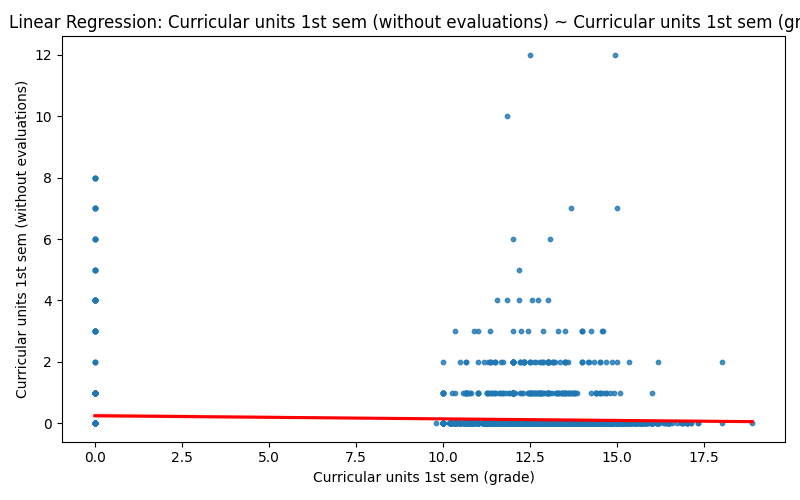 Linear Regression: Curricular units 1st sem (without evaluations) ~ Curricular units 1st sem (gr
12
10
8
6
4
2
0
Curricular units 1st sem (without evaluations)
0.0 2.5 5.0 7.5 10.0 12.5 15.0 17.5
Curricular units 1st sem (grade)